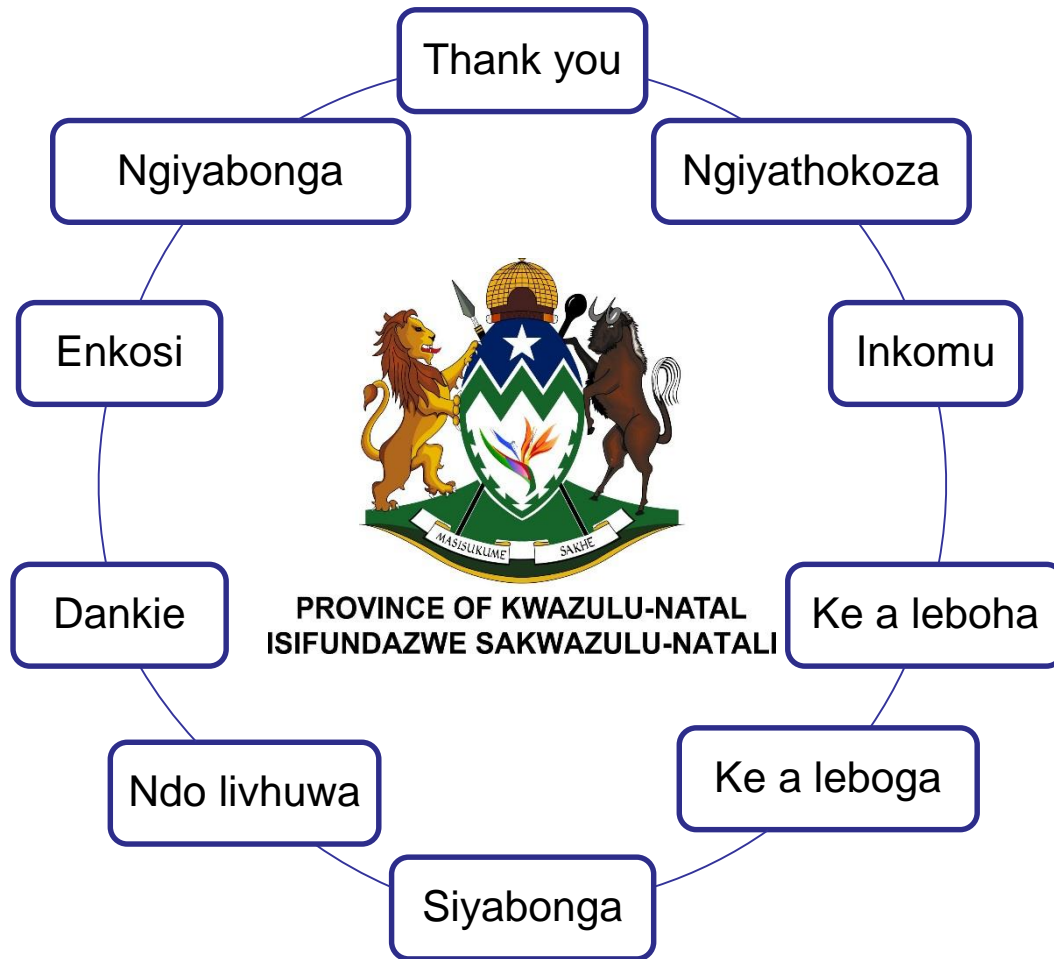 Thank you
Ngiyabonga
Ngiyathokoza
Enkosi
Inkomu
MASISUKUME SAKHE
Dankie
PROVINCE OF KWAZULU-NATAL
ISIFUNDAZWE SAKWAZULU-NATALI
Ke a leboha
Ndo livhuwa
Ke a leboga
Siyabonga